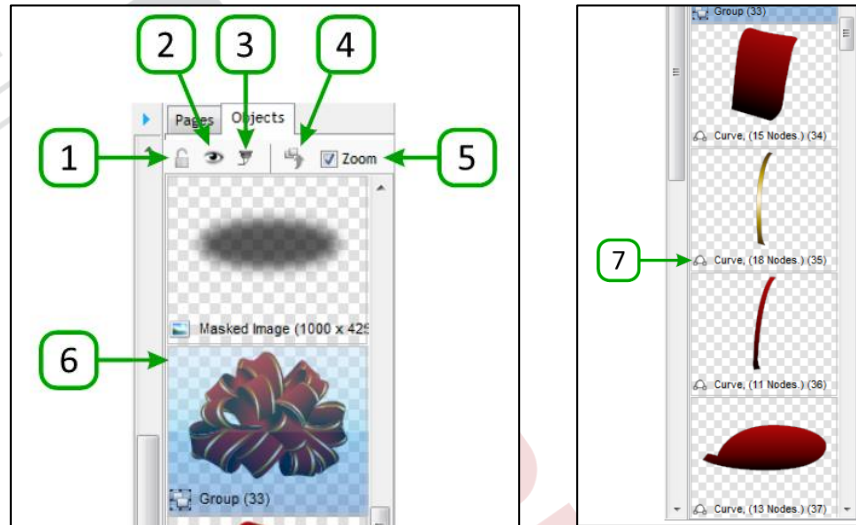 2 3 4
Pages Objects
1
Zoom
5
Masked Image (1000 x 425
6
Group (33)
Group (33)
Curve, (15 Nodes.) (34)
7
Curve, (18 Nodes.) (35)
Curve, (11 Nodes.) (36)
Curve, (13 Nodes.) (37)